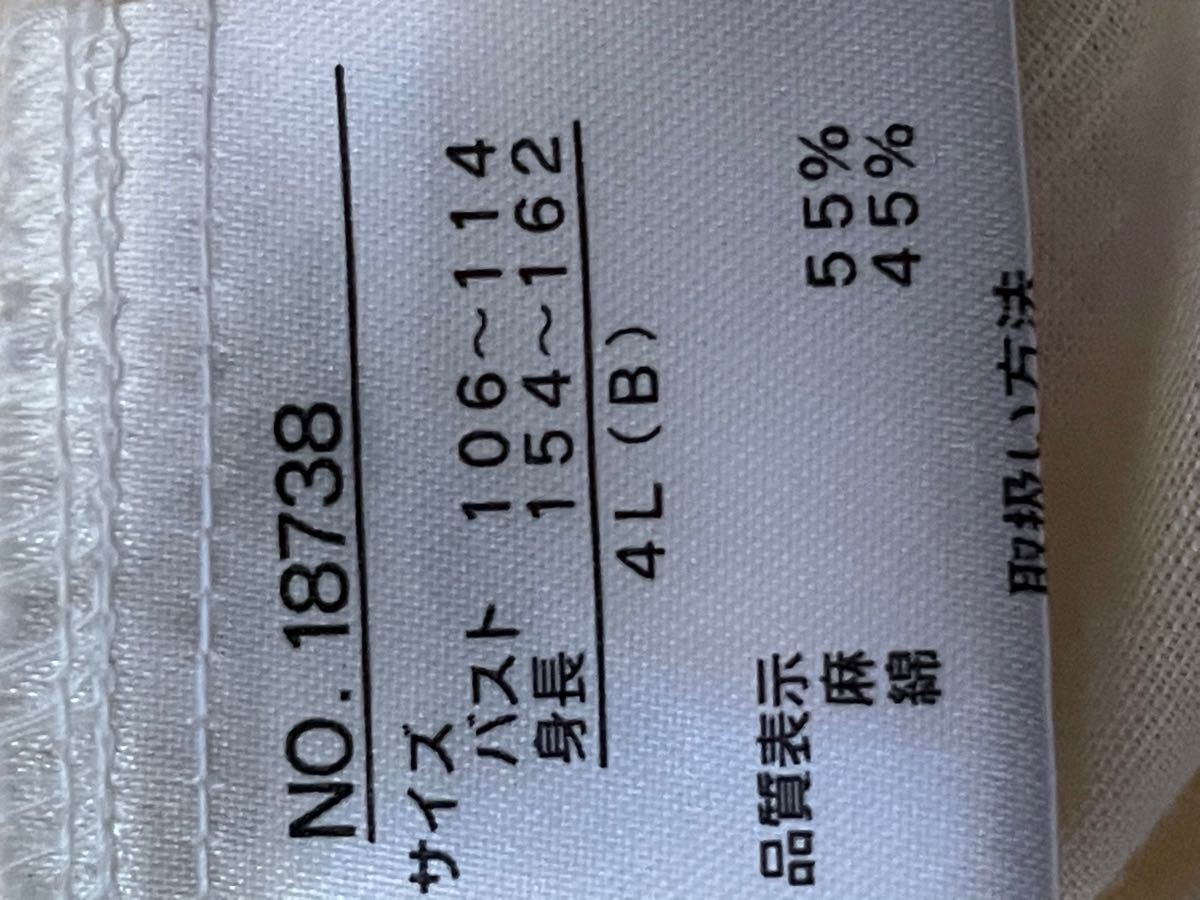 NO. 18738
サイズ
バスト 106~114
身長 154~162
4L(B)
品質表示
麻 55%
綿 45%
取扱い方法